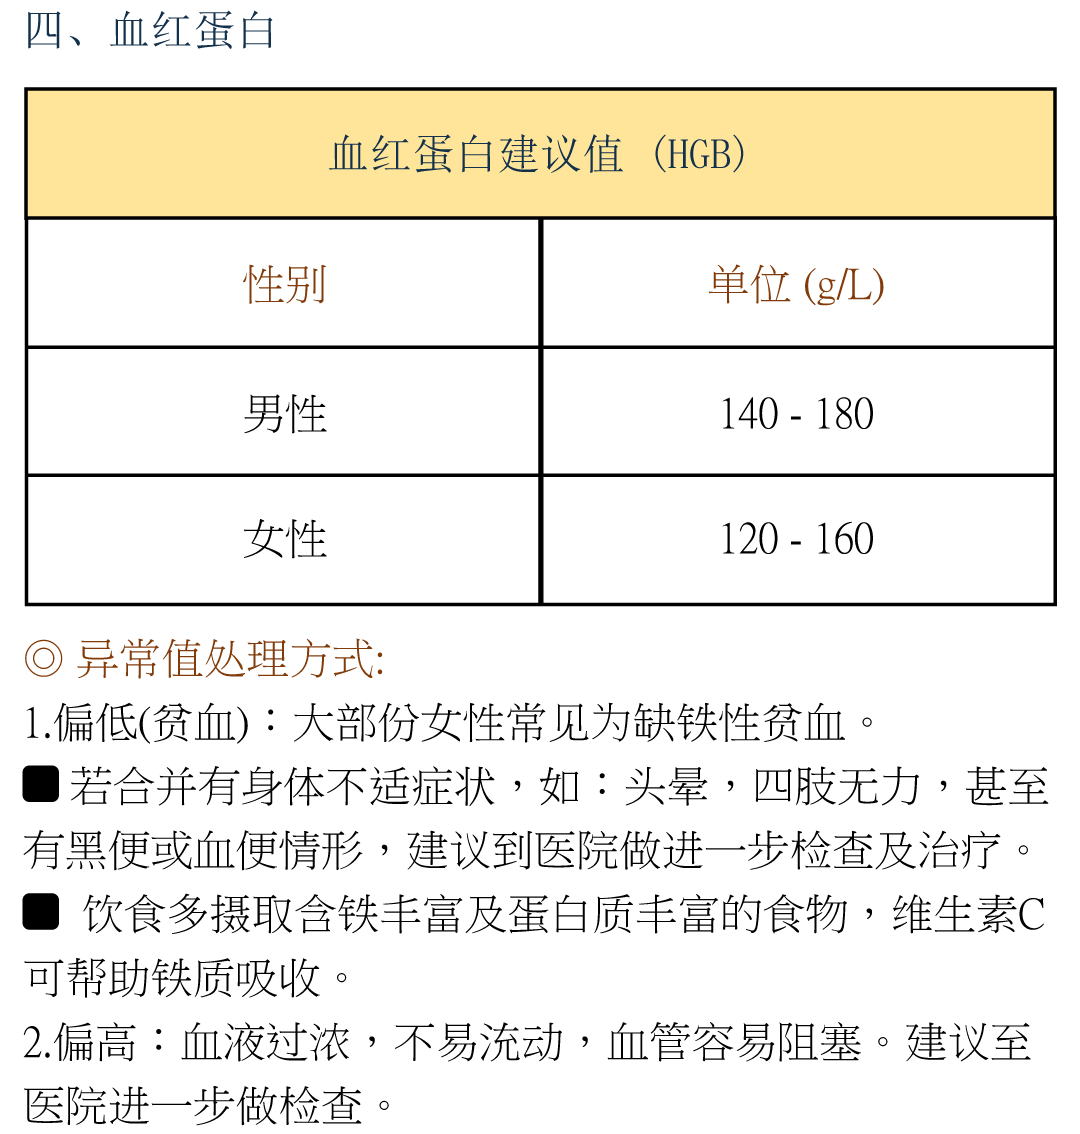 四、血红蛋白
血红蛋白建议值 (HGB)
性别 单位 (g/L)
男性 140 - 180
女性 120 - 160
◎ 异常值处理方式:
1.偏低(贫血)：大部份女性常见为缺铁性贫血。
■ 若合并有身体不适症状，如：头晕，四肢无力，甚至
有黑便或血便情形，建议到医院做进一步检查及治疗。
■ 饮食多摄取含铁丰富及蛋白质丰富的食物，维生素C
可帮助铁质吸收。
2.偏高：血液过浓，不易流动，血管容易阻塞。建议至
医院进一步做检查。